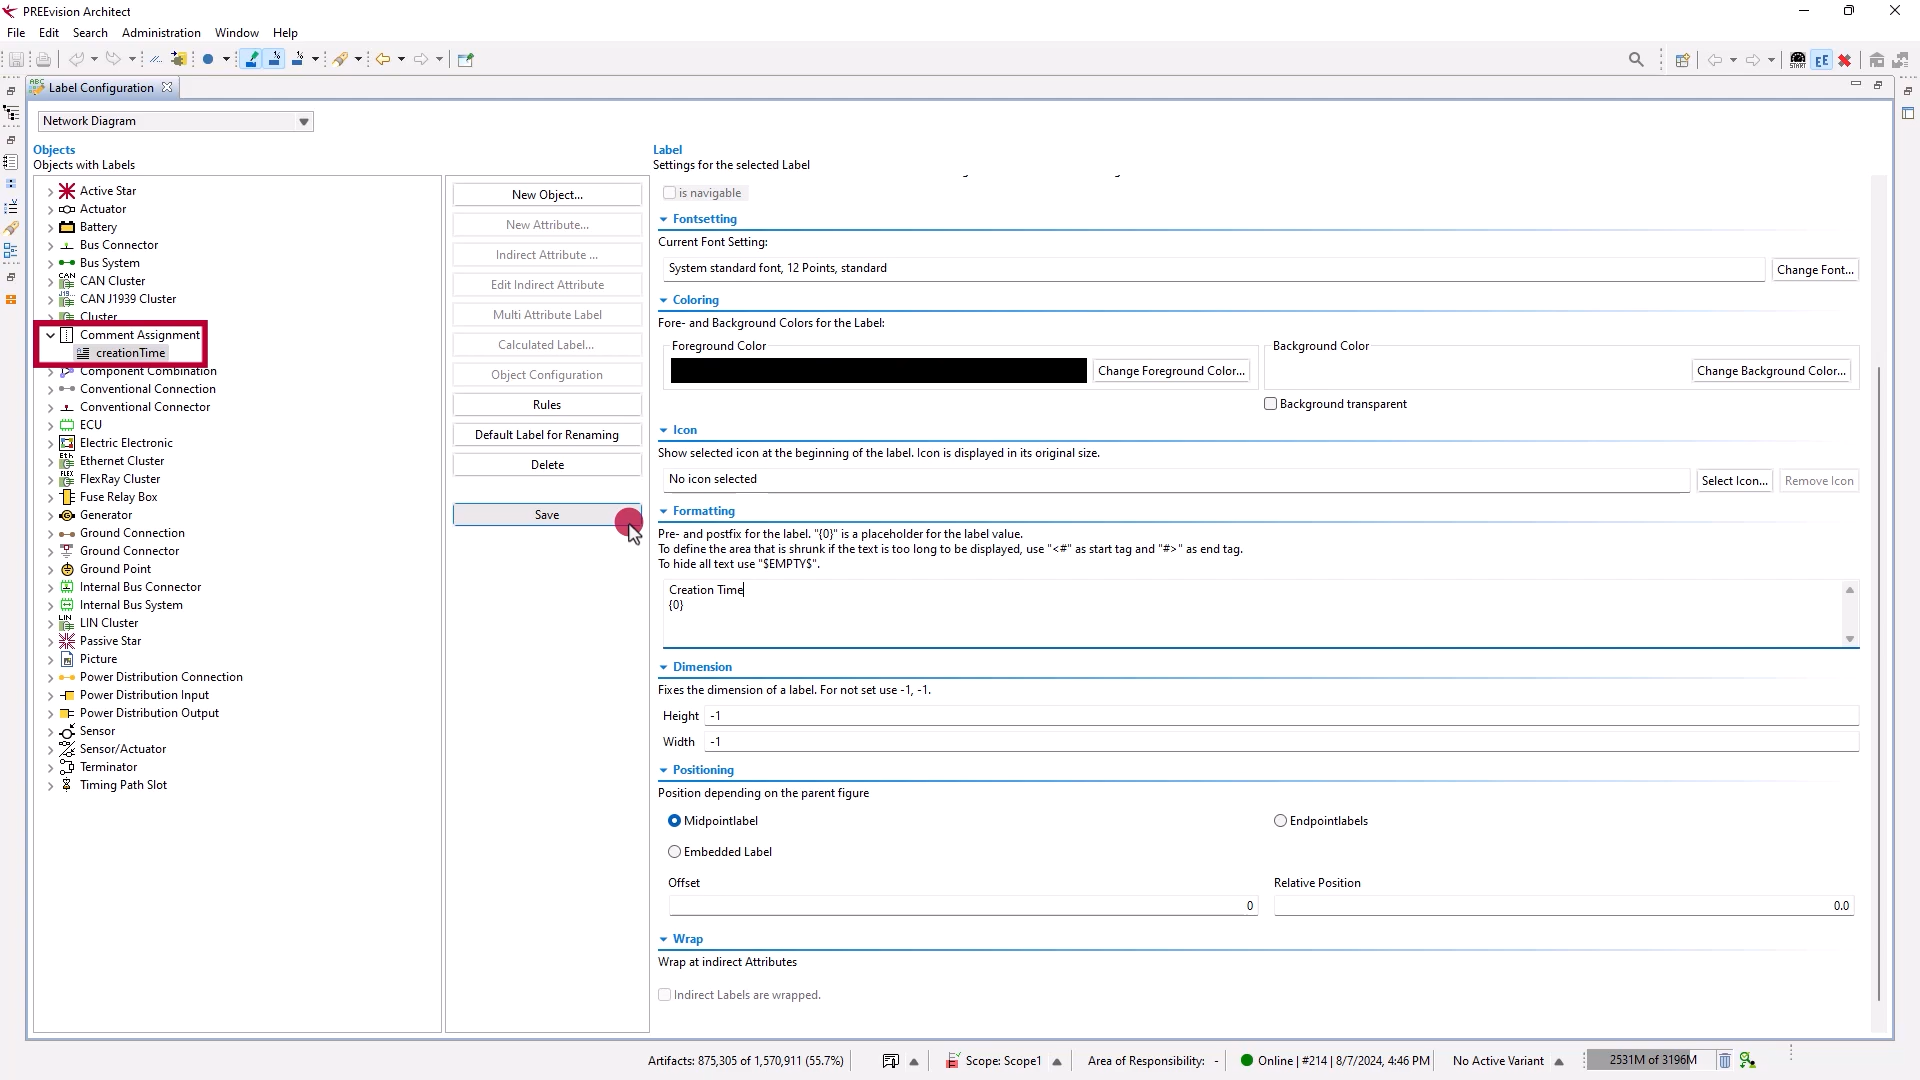 PREEvision Architect
File Edit Search Administration Window Help
START EE
ABC Label Configuration
Network Diagram
Objects
Objects with Labels
Active Star
Actuator
Battery
Bus Connector
Bus System
CAN CAN Cluster
CAN J1939 Cluster
Cluster
Comment Assignment
creationTime
Component Combination
Conventional Connection
Conventional Connector
ECU
Electric Electronic
Eth Ethernet Cluster
FLEX FlexRay Cluster
Fuse Relay Box
Generator
Ground Connection
Ground Connector
Ground Point
Internal Bus Connector
Internal Bus System
LIN LIN Cluster
Passive Star
Picture
Power Distribution Connection
Power Distribution Input
Power Distribution Output
Sensor
Sensor/Actuator
Terminator
Timing Path Slot
New Object...
New Attribute...
Indirect Attribute ...
Edit Indirect Attribute
Multi Attribute Label
Calculated Label...
Object Configuration
Rules
Default Label for Renaming
Delete
Save
Label
Settings for the selected Label
is navigable
Fontsetting
Current Font Setting:
System standard font, 12 Points, standard
Change Font...
Coloring
Fore- and Background Colors for the Label:
Foreground Color
Change Foreground Color...
Background Color
Change Background Color...
Background transparent
Icon
Show selected icon at the beginning of the label. Icon is displayed in its original size.
No icon selected
Select Icon... Remove Icon
Formatting
Pre- and postfix for the label. "{0}" is a placeholder for the label value.
To define the area that is shrunk if the text is too long to be displayed, use "<#" as start tag and "#>" as end tag.
To hide all text use "$EMPTY$".
Creation Time
{0}
Dimension
Fixes the dimension of a label. For not set use -1, -1.
Height -1
Width -1
Positioning
Position depending on the parent figure
Midpointlabel
Endpointlabels
Embedded Label
Offset
0
Relative Position
0.0
Wrap
Wrap at indirect Attributes
Indirect Labels are wrapped.
Artifacts: 875,305 of 1,570,911 (55.7%) Scope: Scope1 Area of Responsibility: - Online | #214 | 8/7/2024, 4:46 PM No Active Variant 2531M of 3196M